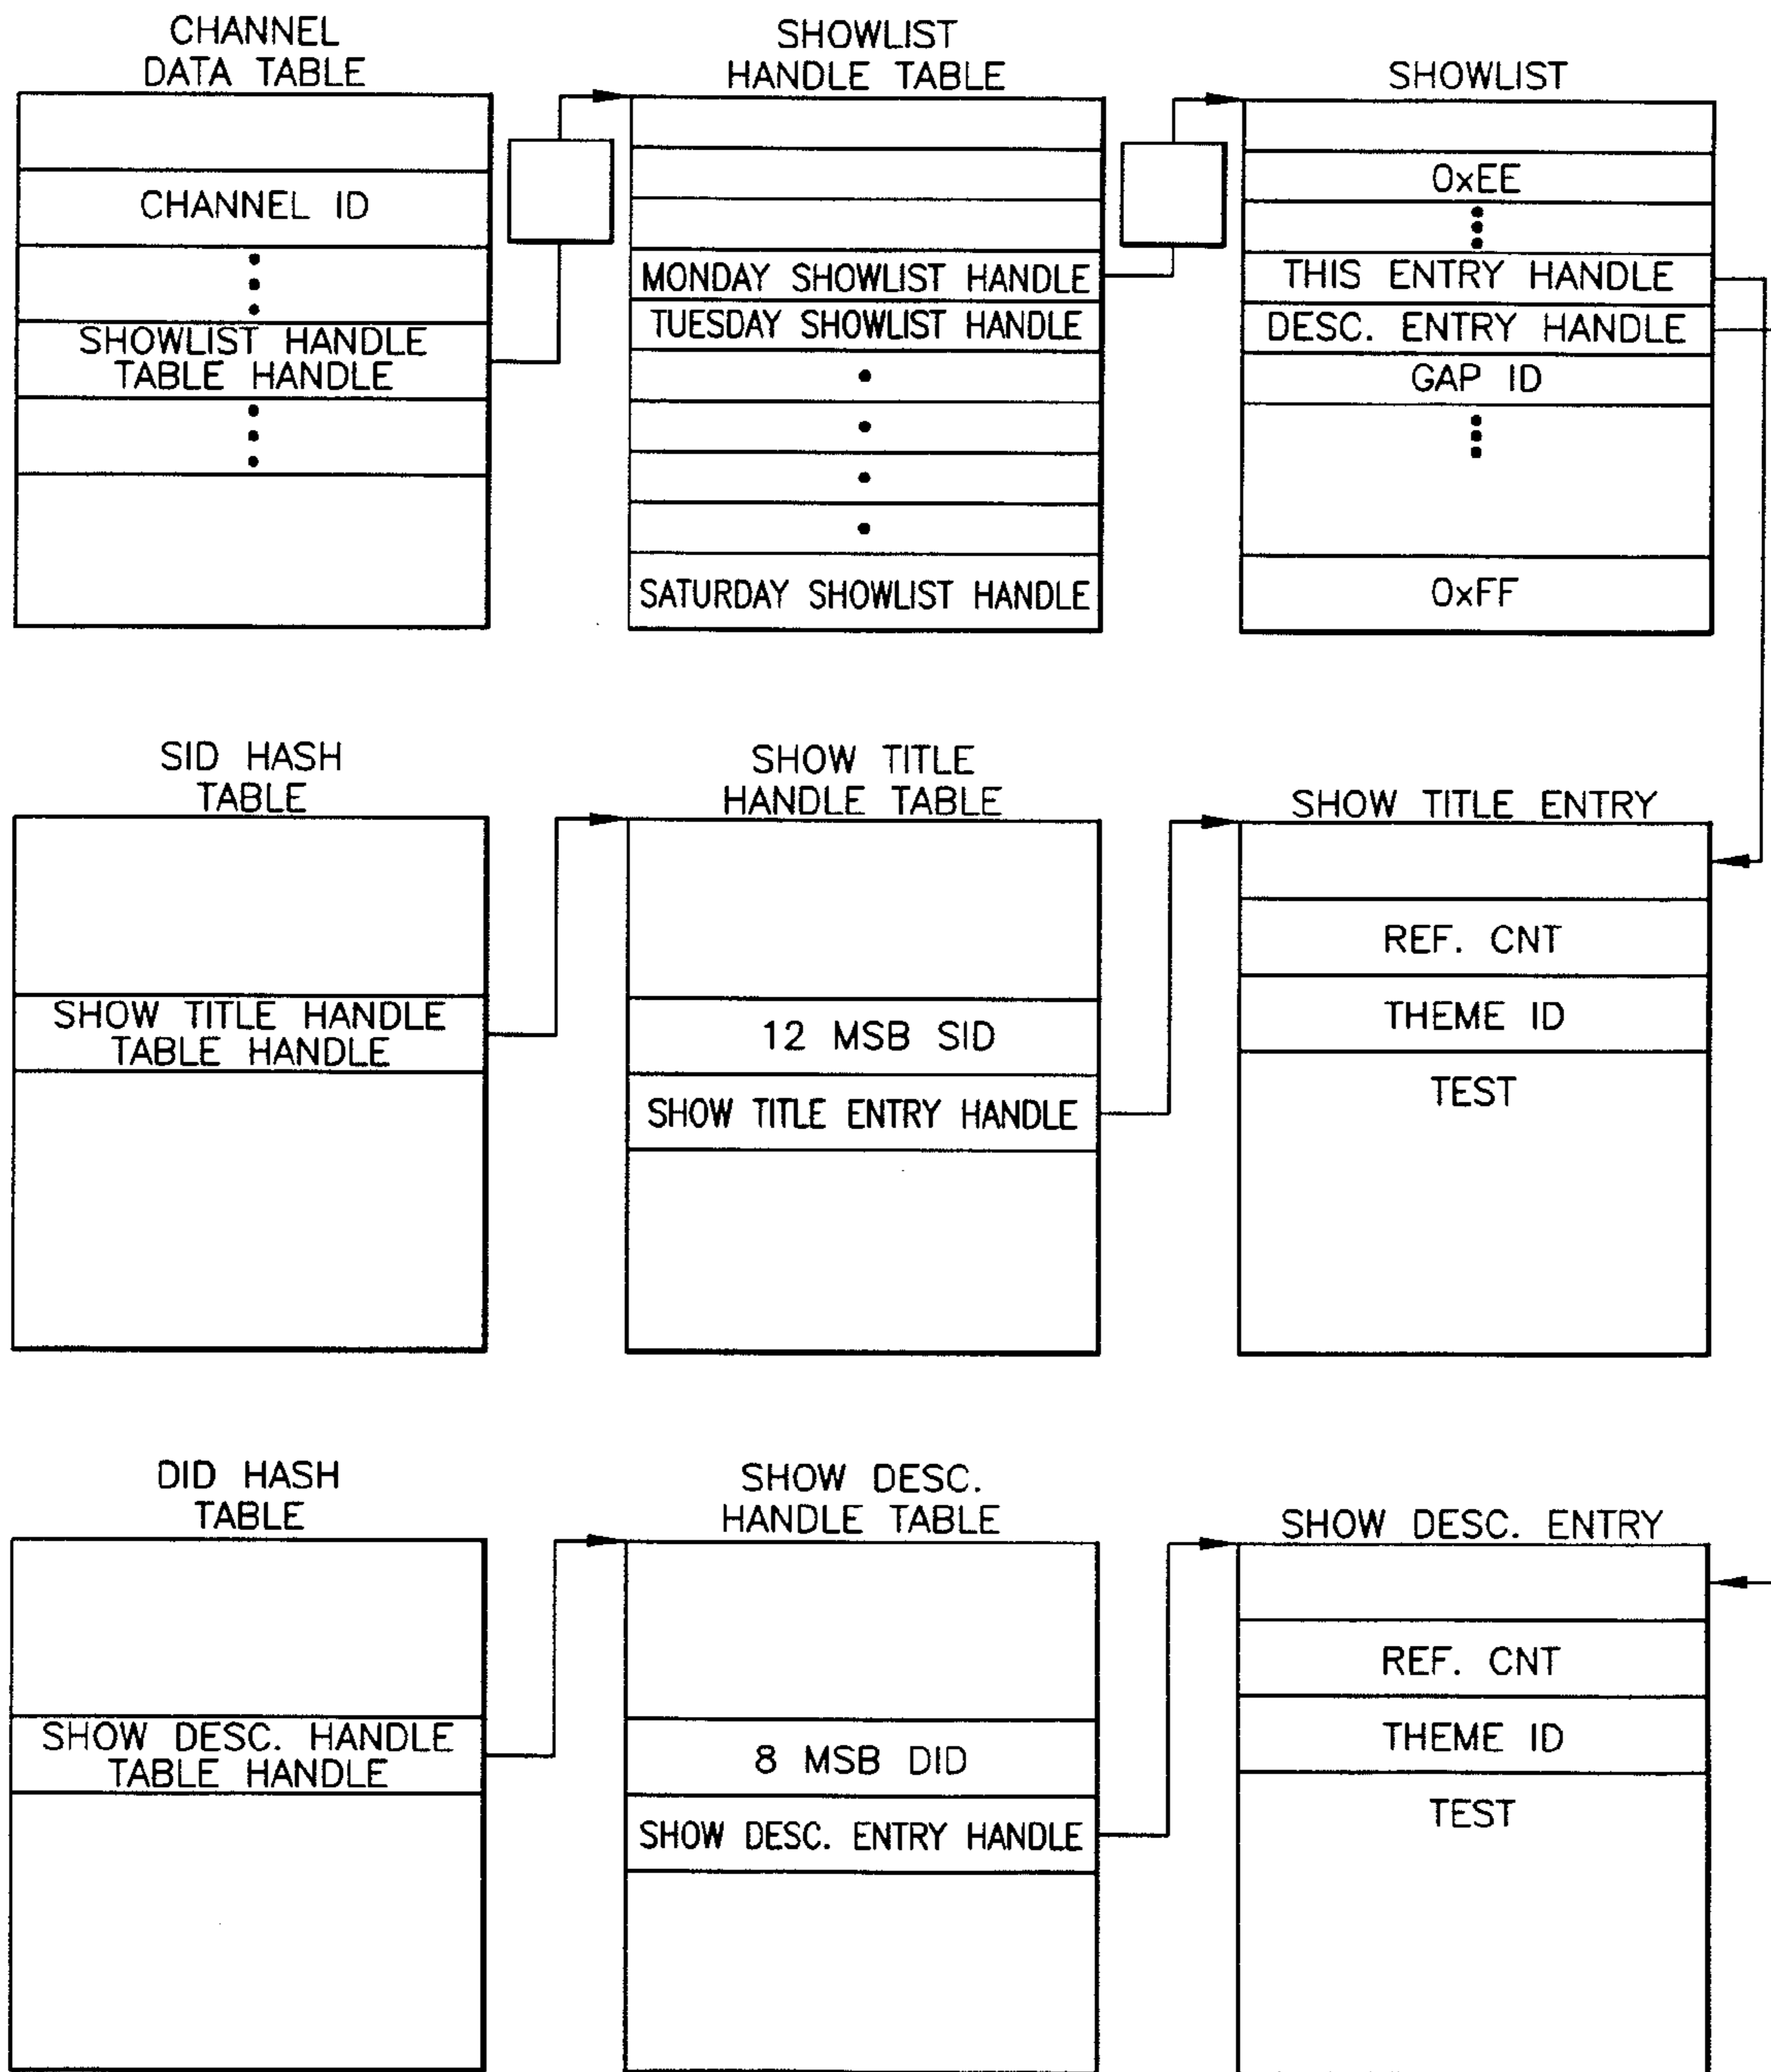 CHANNEL
DATA TABLE
CHANNEL ID
SHOWLIST HANDLE
TABLE HANDLE
SHOWLIST
HANDLE TABLE
MONDAY SHOWLIST HANDLE
TUESDAY SHOWLIST HANDLE
SATURDAY SHOWLIST HANDLE
SHOWLIST
0xEE
THIS ENTRY HANDLE
DESC. ENTRY HANDLE
GAP ID
0xFF
SID HASH
TABLE
SHOW TITLE HANDLE
TABLE HANDLE
SHOW TITLE
HANDLE TABLE
12 MSB SID
SHOW TITLE ENTRY HANDLE
SHOW TITLE ENTRY
REF. CNT
THEME ID
TEST
DID HASH
TABLE
SHOW DESC. HANDLE
TABLE HANDLE
SHOW DESC.
HANDLE TABLE
8 MSB DID
SHOW DESC. ENTRY HANDLE
SHOW DESC. ENTRY
REF. CNT
THEME ID
TEST